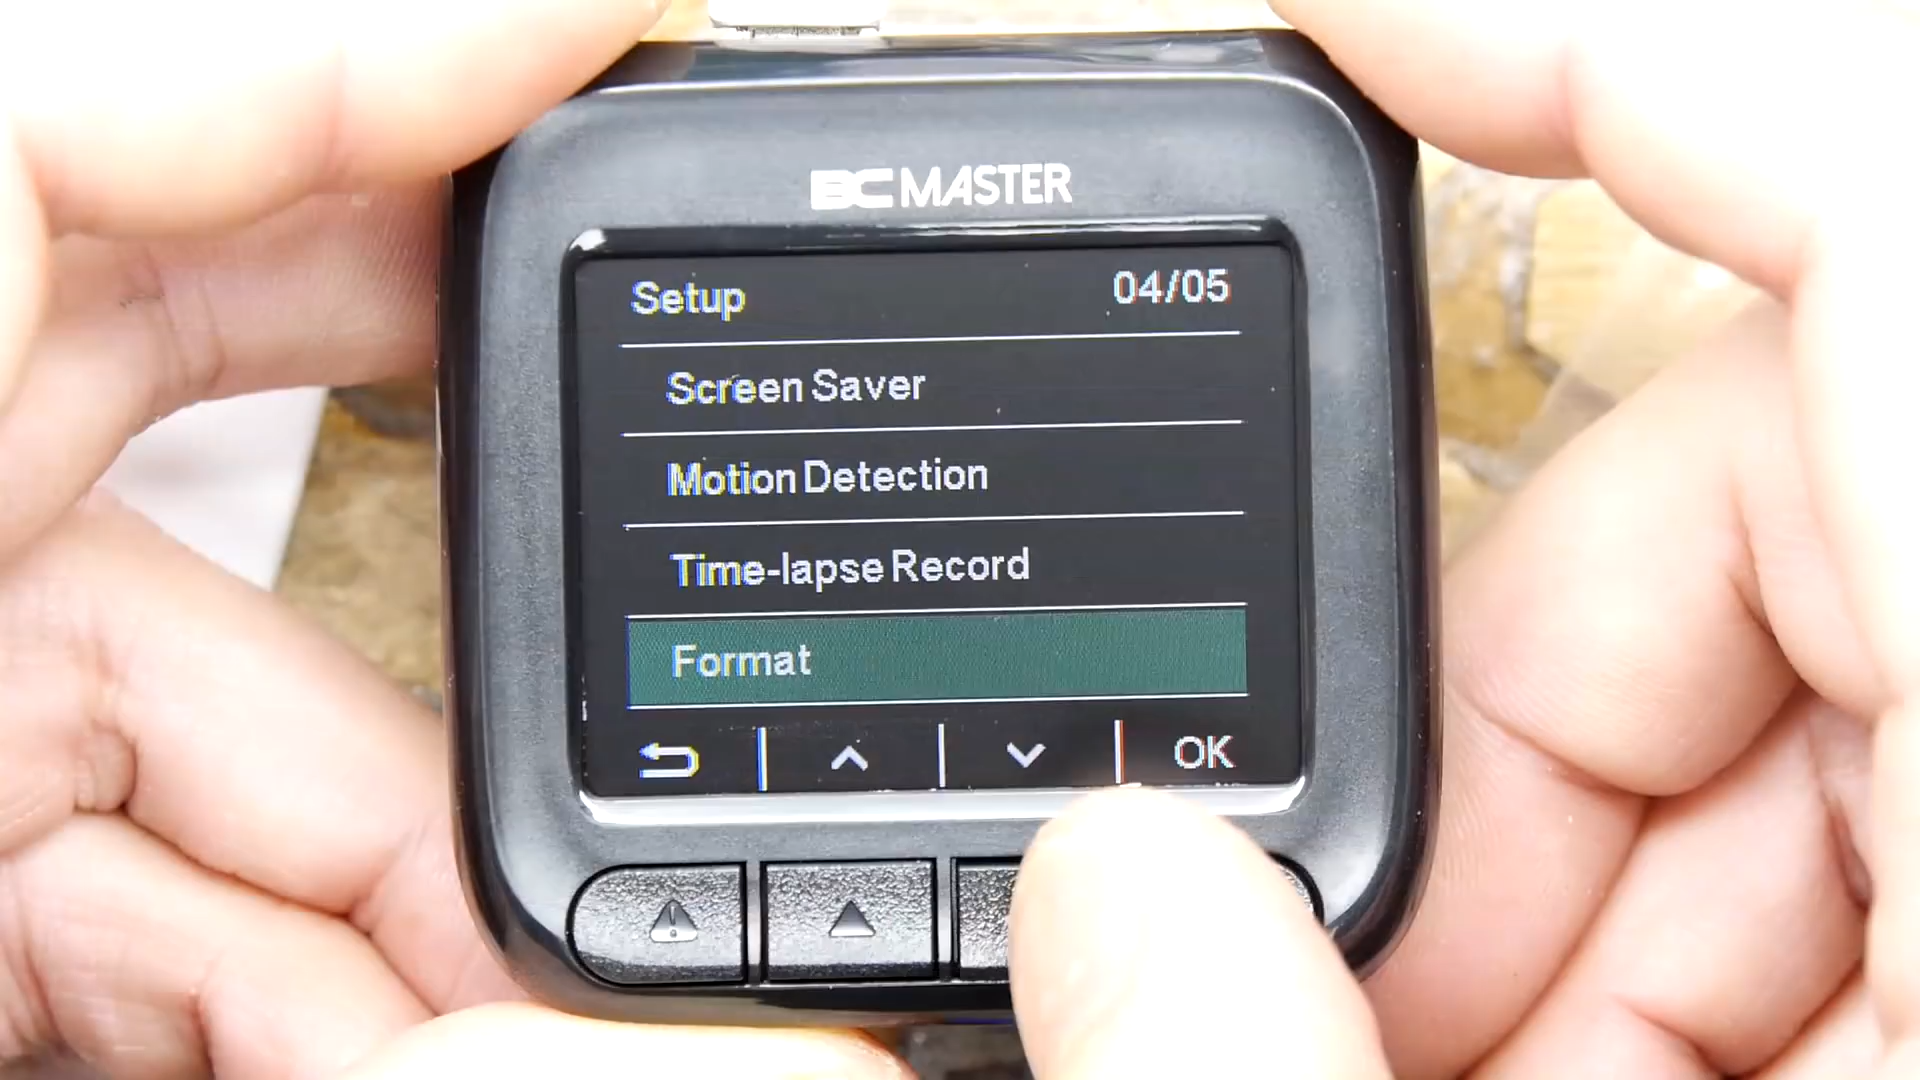 BC MASTER
Setup 04/05
Screen Saver
Motion Detection
Time-lapse Record
Format
OK